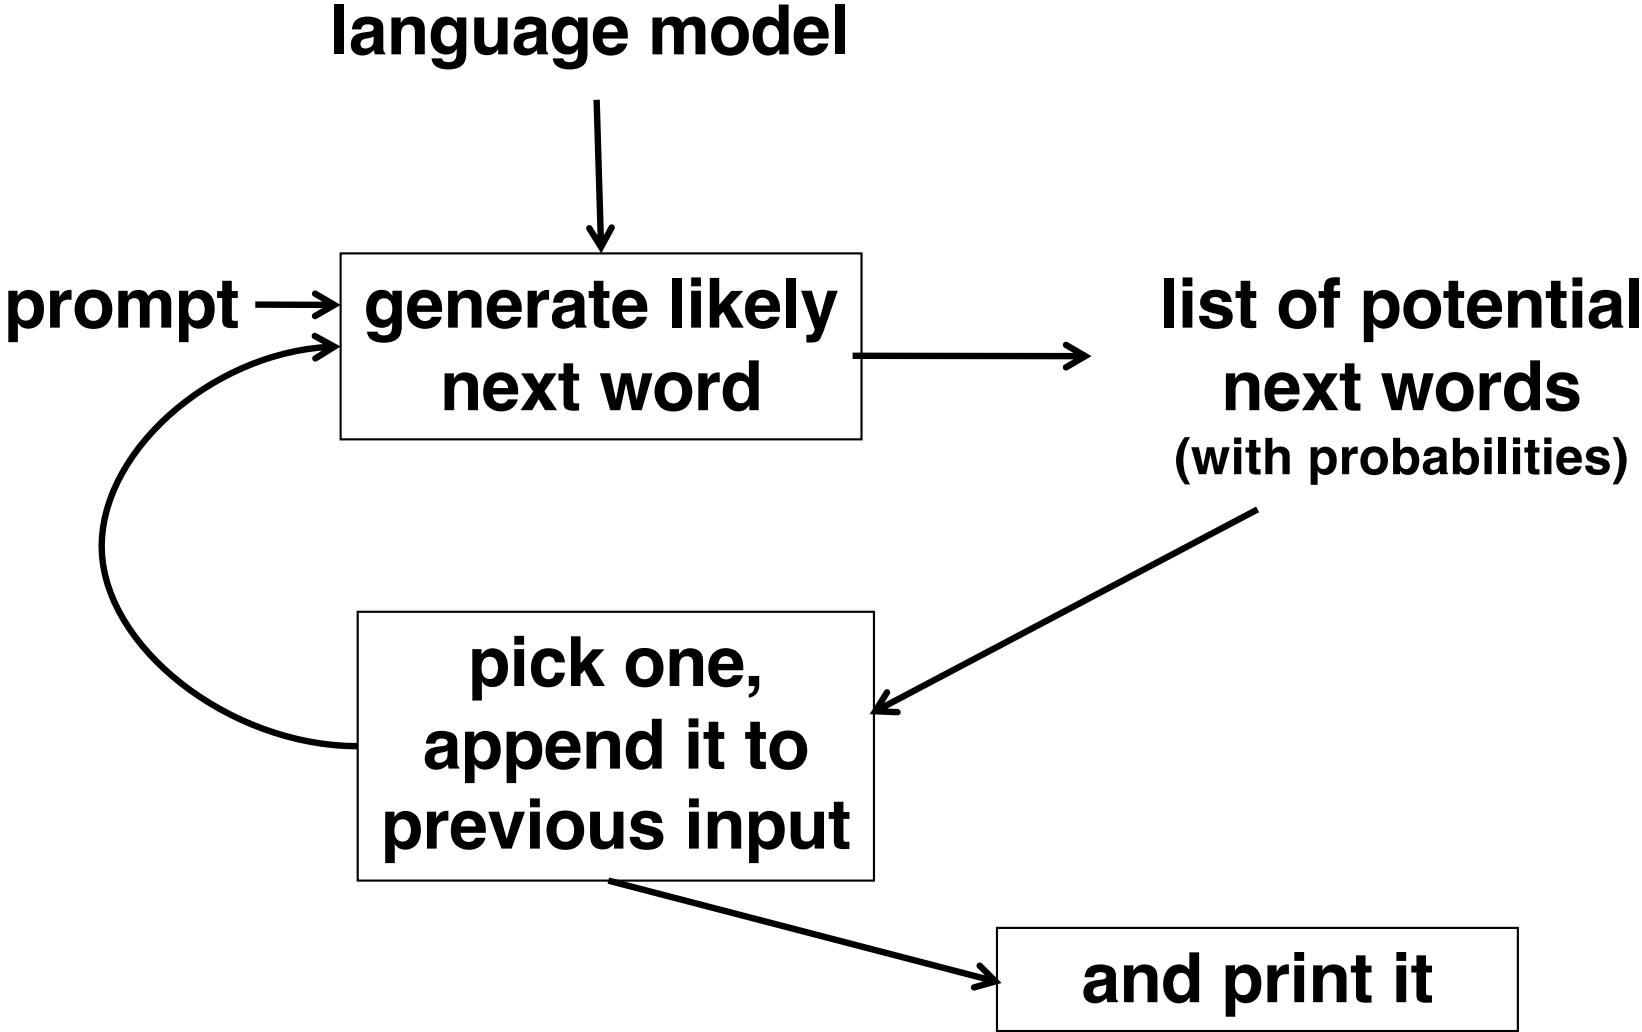 language model
prompt
generate likely
next word
list of potential
next words
(with probabilities)
pick one,
append it to
previous input
and print it